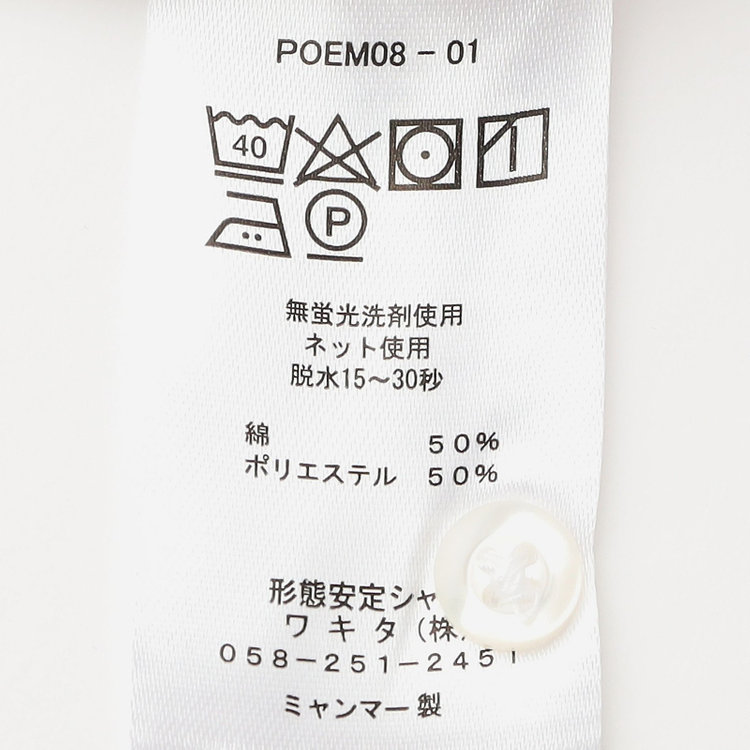 POEM08-01
40
P
無蛍光洗剤使用
ネット使用
脱水15～30秒
綿 50%
ポリエステル 50%
形態安定シャ
ワキタ(株
058-251-2451
ミャンマー製